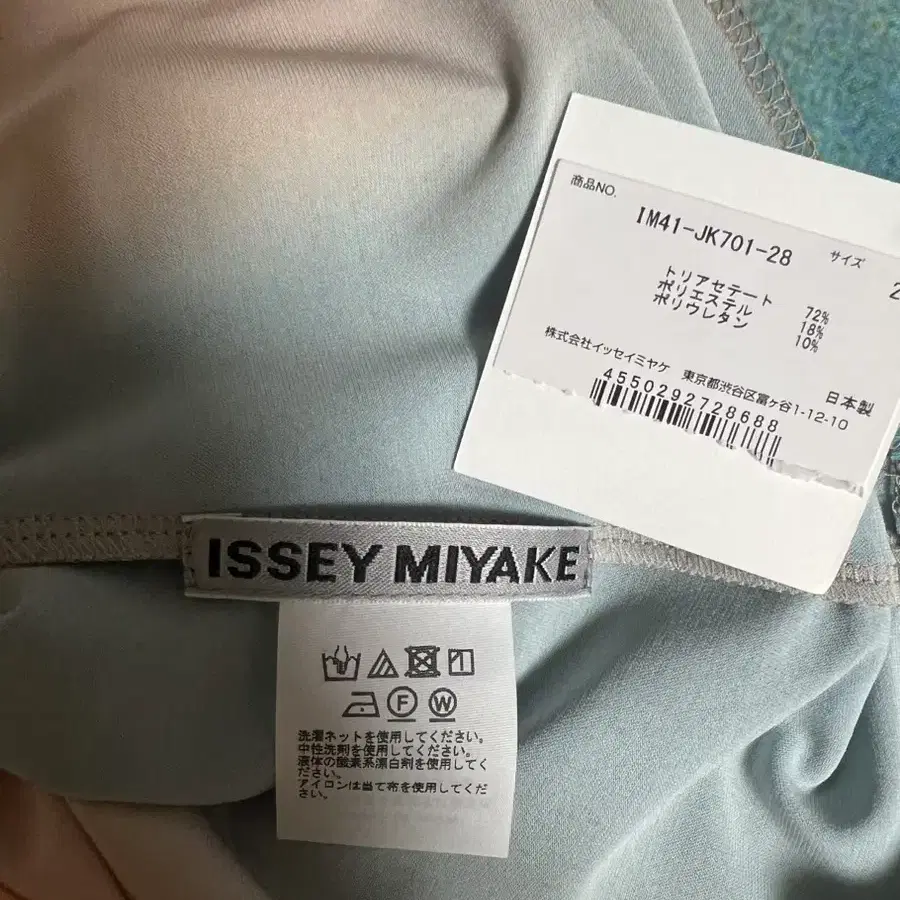 商品NO.
IM41-JK701-28
サイズ
2
トリアセテート 72%
ポリエステル 18%
ポリウレタン 10%
株式会社イッセイミヤケ 東京都渋谷区富ヶ谷1-12-10
日本製
4550292728688
ISSEY MIYAKE
1
F
W
洗濯ネットを使用してください。
中性洗剤を使用してください。
液体の酸素系漂白剤を使用してく
ださい。
アイロンは当て布を使用してくだ
さい。